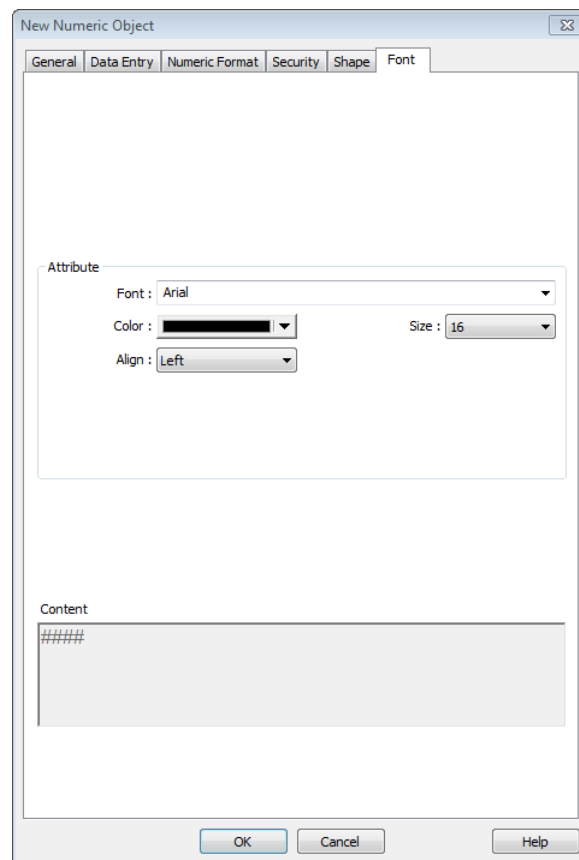 New Numeric Object
General Data Entry Numeric Format Security Shape Font
Attribute
Font : Arial
Color : Size : 16
Align : Left
Content
####
OK Cancel Help